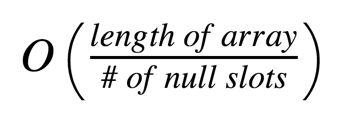 O ( length of array / # of null slots )